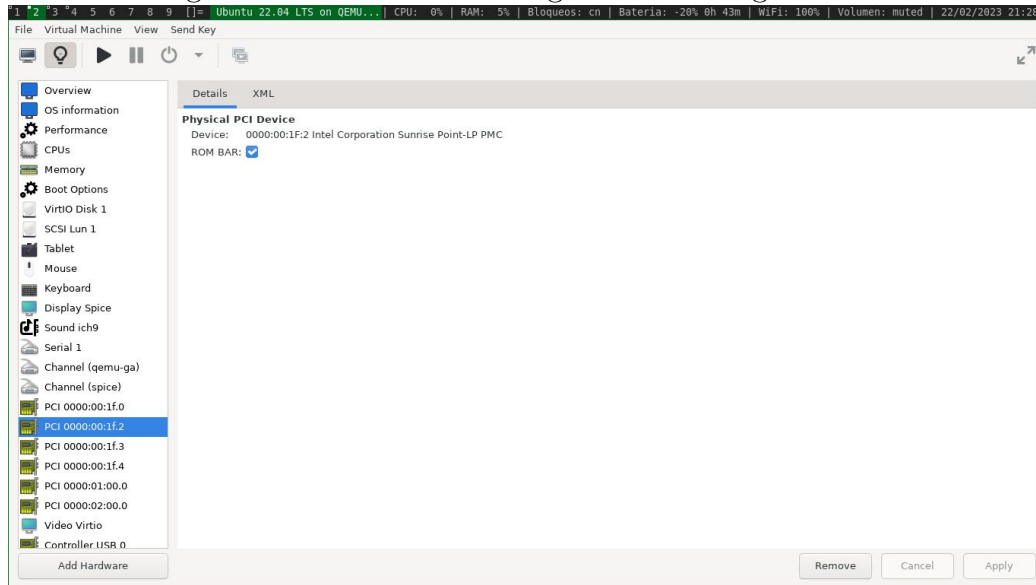 1 2 3 4 5 6 7 8 9 []= Ubuntu 22.04 LTS on QEMU... | CPU: 0% | RAM: 5% | Bloqueos: cn | Bateria: -20% 0h 43m | WiFi: 100% | Volumen: muted | 22/02/2023 21:28
File Virtual Machine View Send Key
Overview
OS information
Performance
CPUs
Memory
Boot Options
VirtIO Disk 1
SCSI Lun 1
Tablet
Mouse
Keyboard
Display Spice
Sound ich9
Serial 1
Channel (qemu-ga)
Channel (spice)
PCI 0000:00:1f.0
PCI 0000:00:1f.2
PCI 0000:00:1f.3
PCI 0000:00:1f.4
PCI 0000:01:00.0
PCI 0000:02:00.0
Video Virtio
Controller USB 0
Add Hardware
Details XML
Physical PCI Device
Device: 0000:00:1F:2 Intel Corporation Sunrise Point-LP PMC
ROM BAR:
Remove Cancel Apply